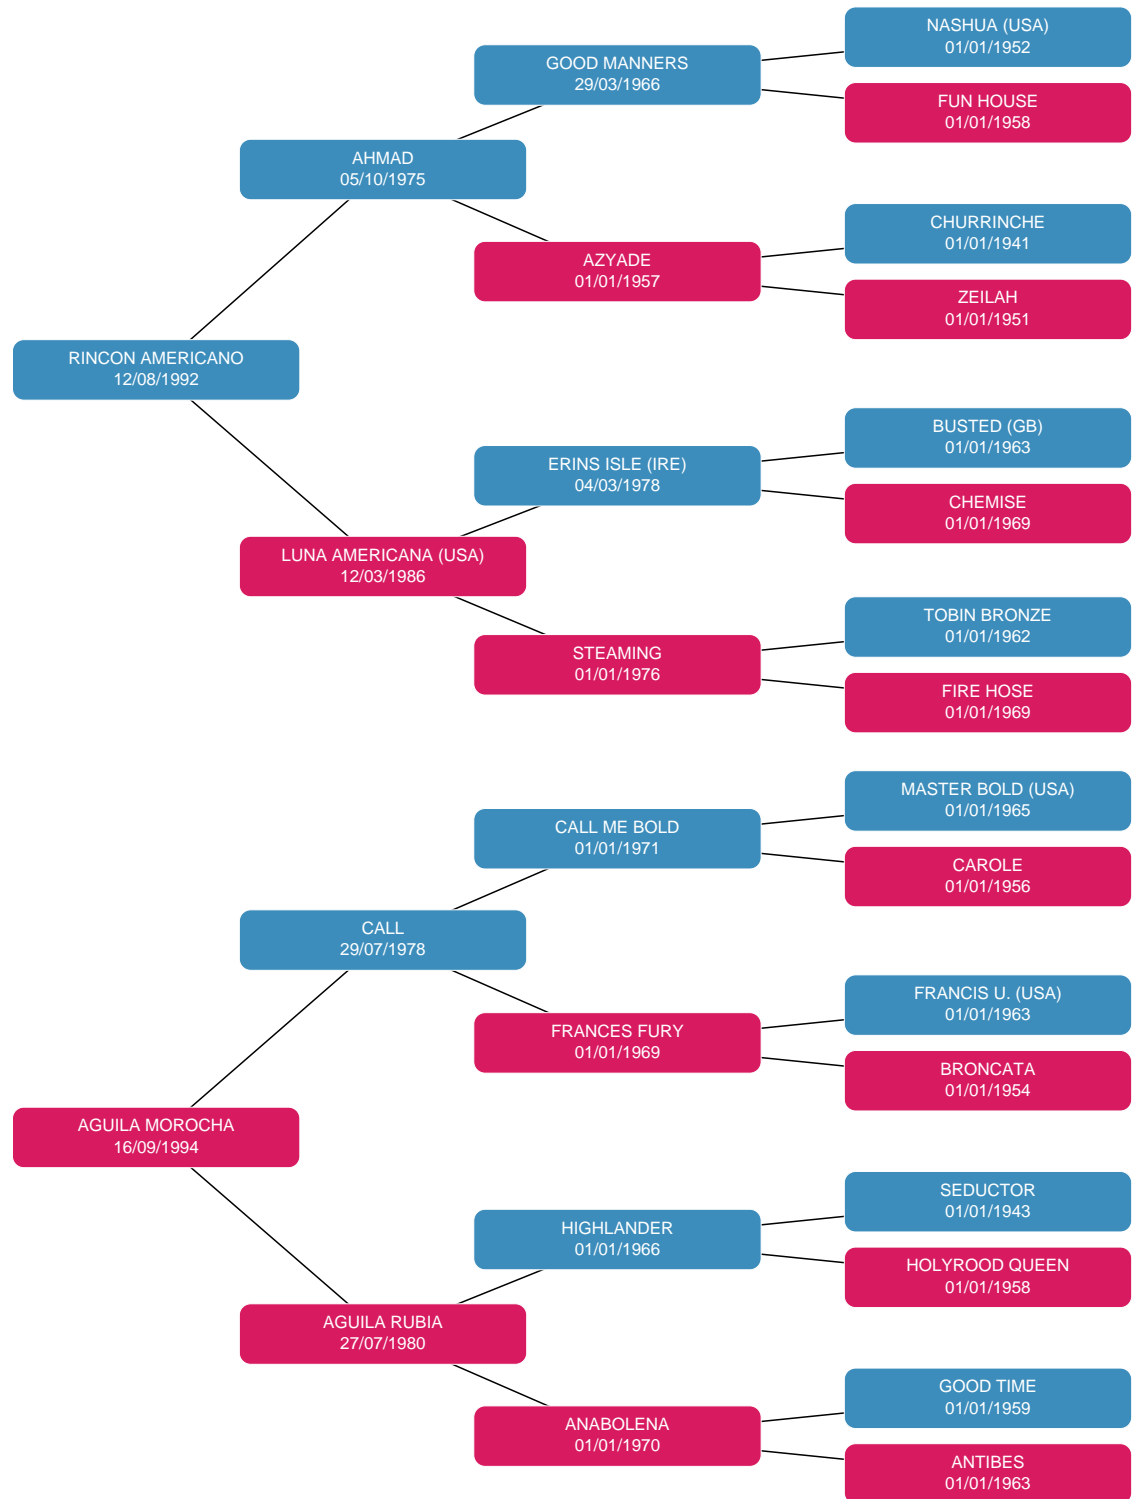 NASHUA (USA)
01/01/1952
GOOD MANNERS
29/03/1966
FUN HOUSE
01/01/1958
AHMAD
05/10/1975
CHURRINCHE
01/01/1941
AZYADE
01/01/1957
ZEILAH
01/01/1951
RINCON AMERICANO
12/08/1992
BUSTED (GB)
01/01/1963
ERINS ISLE (IRE)
04/03/1978
CHEMISE
01/01/1969
LUNA AMERICANA (USA)
12/03/1986
TOBIN BRONZE
01/01/1962
STEAMING
01/01/1976
FIRE HOSE
01/01/1969
MASTER BOLD (USA)
01/01/1965
CALL ME BOLD
01/01/1971
CAROLE
01/01/1956
CALL
29/07/1978
FRANCIS U. (USA)
01/01/1963
FRANCES FURY
01/01/1969
BRONCATA
01/01/1954
AGUILA MOROCHA
16/09/1994
SEDUCTOR
01/01/1943
HIGHLANDER
01/01/1966
HOLYROOD QUEEN
01/01/1958
AGUILA RUBIA
27/07/1980
GOOD TIME
01/01/1959
ANABOLENA
01/01/1970
ANTIBES
01/01/1963